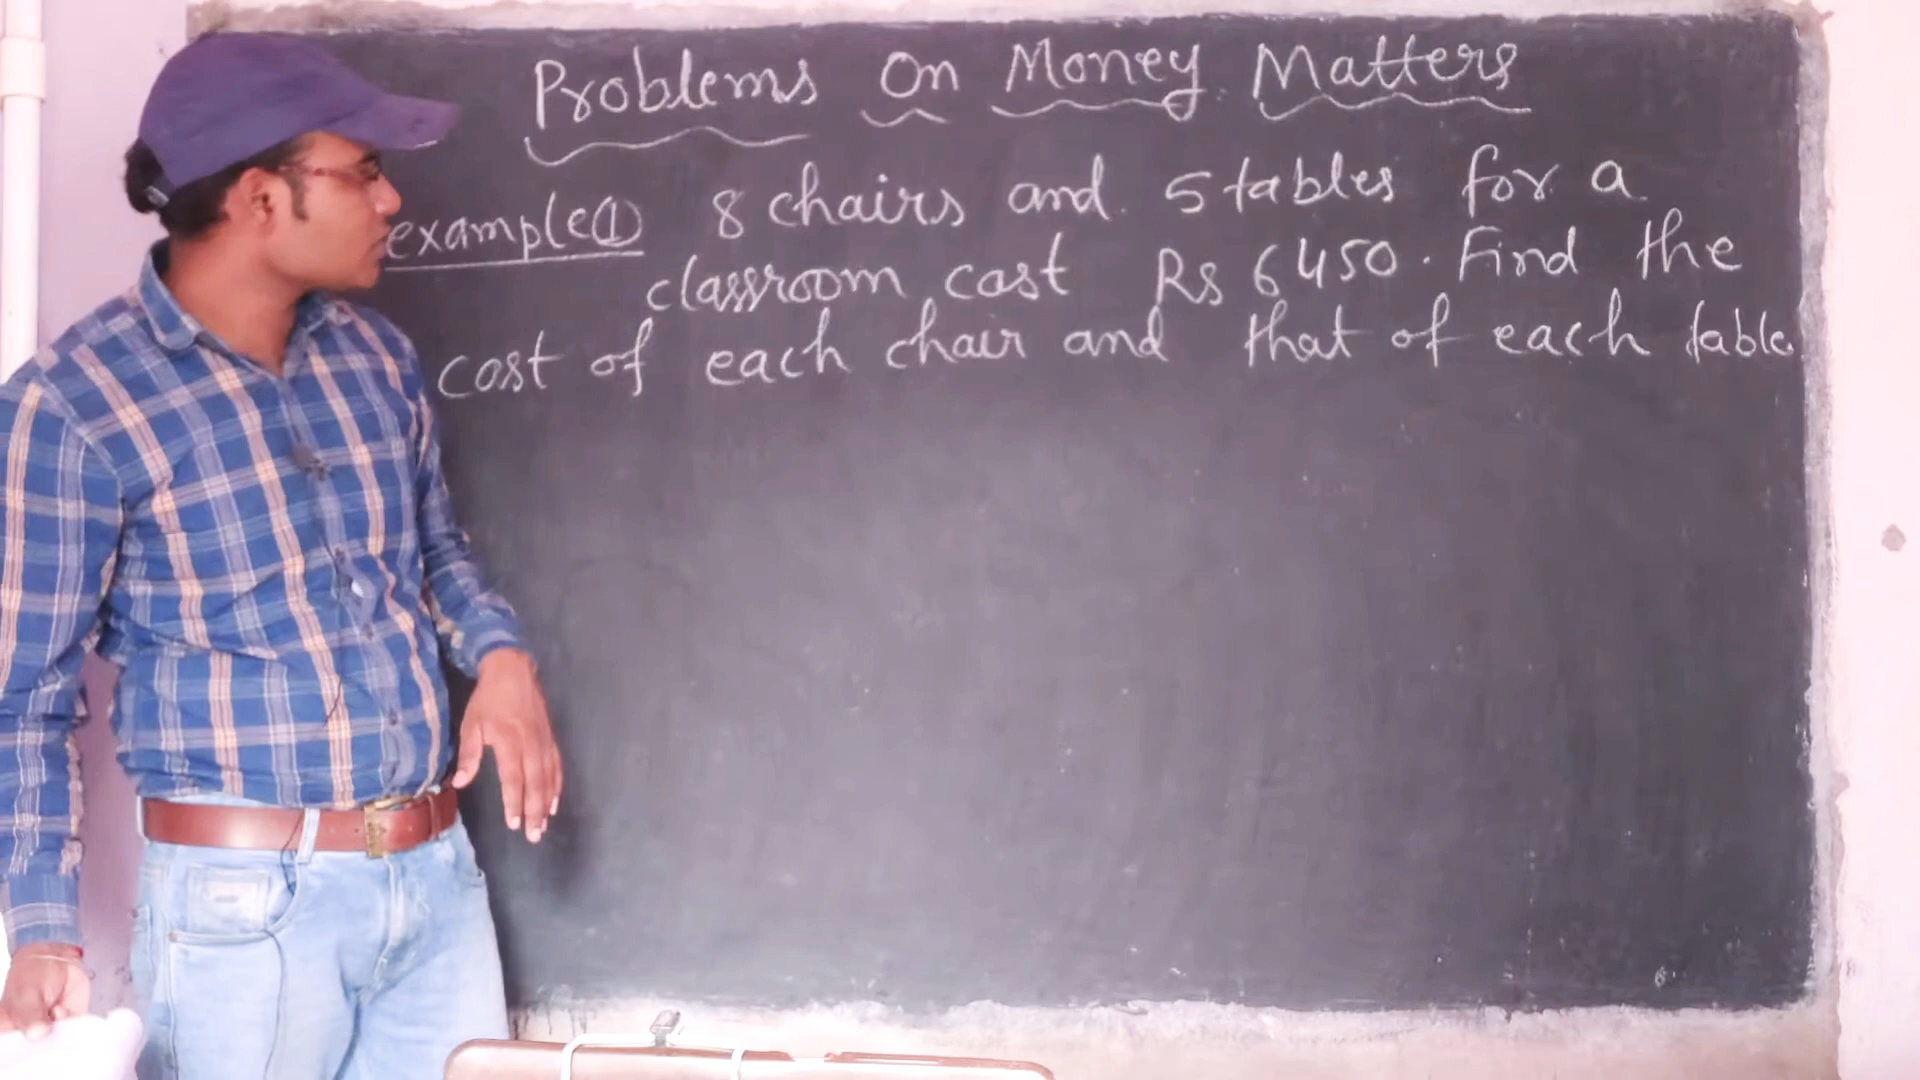 Problems On Money Matters
example① 8 chairs and 5 tables for a
classroom cost Rs 6450. Find the
cost of each chair and that of each table.